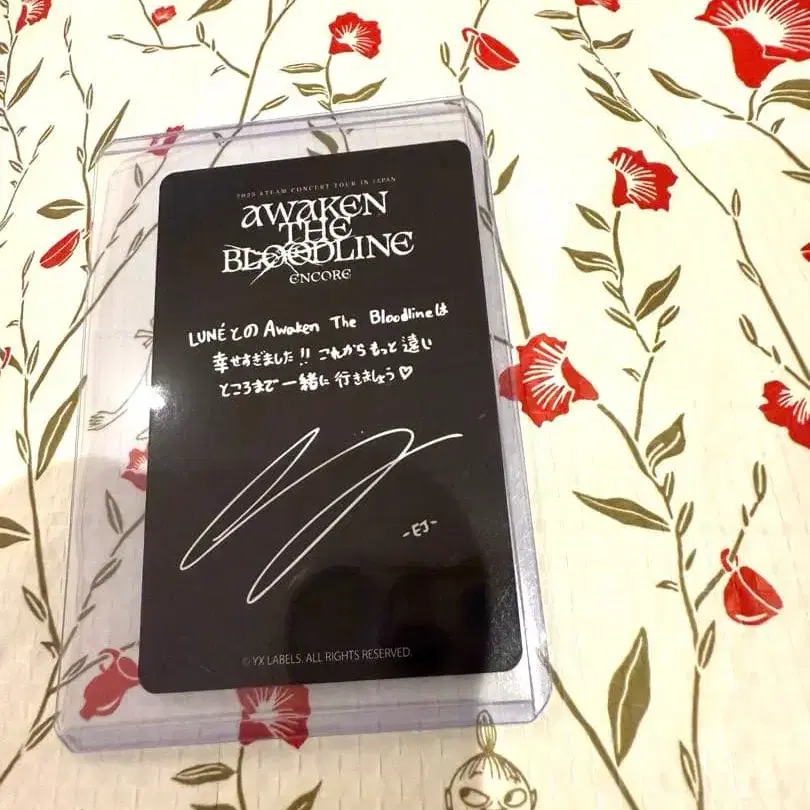 2025 &TEAM CONCERT TOUR IN JAPAN
AWAKEN
THE
BLOODLINE
ENCORE
LUNÉとのAwaken The Bloodlineは
幸せすぎました!! これからもっと遠い
ところまで一緒に行きましょう♡
-EJ-
© YX LABELS. ALL RIGHTS RESERVED.